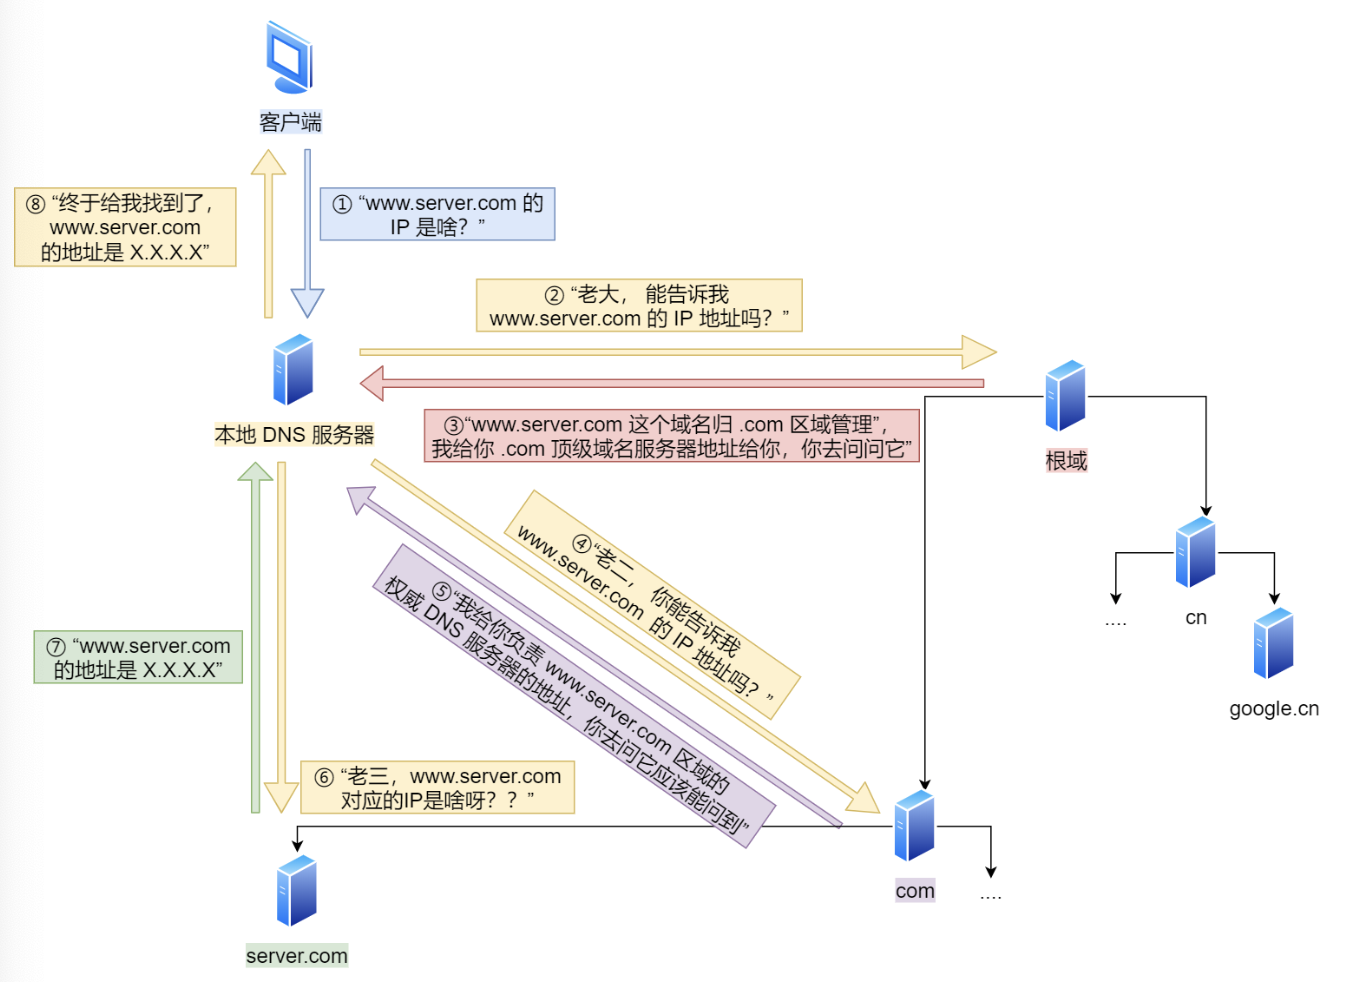 客户端
⑧ “终于给我找到了，
www.server.com
的地址是 X.X.X.X”
① “www.server.com 的
IP 是啥？”
② “老大， 能告诉我
www.server.com 的 IP 地址吗？”
本地 DNS 服务器
③“www.server.com 这个域名归 .com 区域管理”，
我给你 .com 顶级域名服务器地址给你，你去问问它”
根域
④“老二，你能告诉我
www.server.com 的 IP 地址吗？”
⑤“我给你负责 www.server.com 区域的
权威 DNS 服务器的地址，你去问它应该能问到”
cn
....
google.cn
⑦ “www.server.com
的地址是 X.X.X.X”
⑥ “老三，www.server.com
对应的IP是啥呀？？”
com
....
server.com